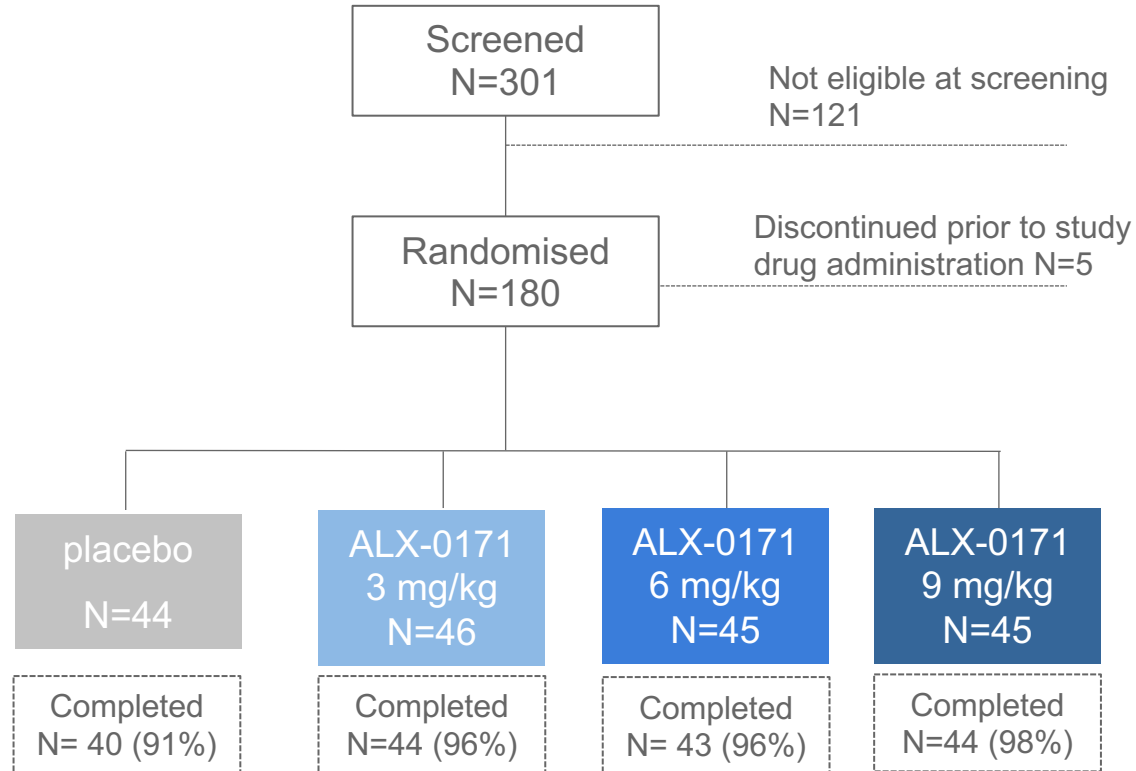 Screened
N=301
Not eligible at screening
N=121
Randomised
N=180
Discontinued prior to study
drug administration N=5
placebo
N=44
ALX-0171
3 mg/kg
N=46
ALX-0171
6 mg/kg
N=45
ALX-0171
9 mg/kg
N=45
Completed
N= 40 (91%)
Completed
N=44 (96%)
Completed
N= 43 (96%)
Completed
N=44 (98%)